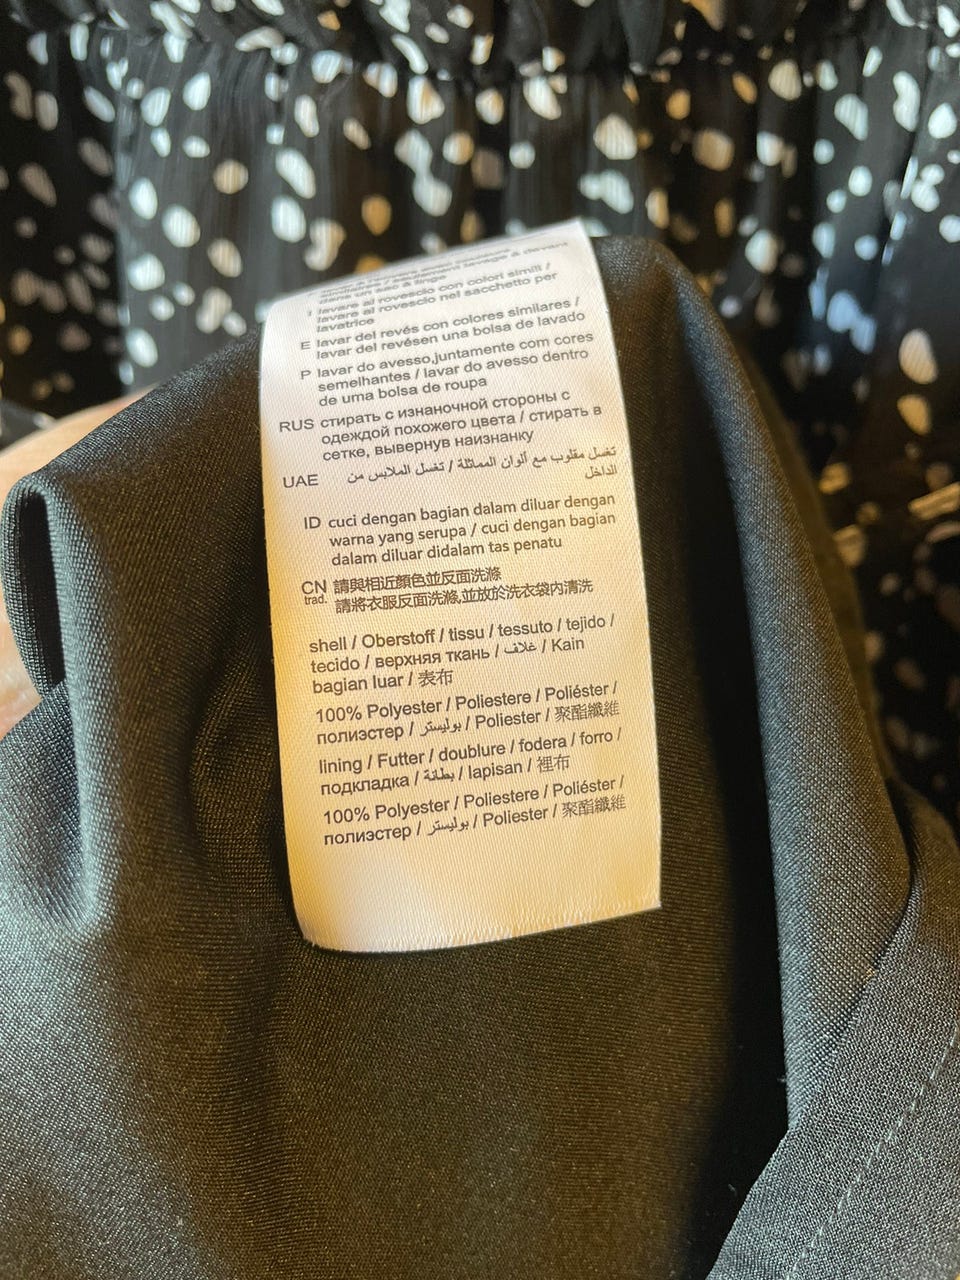 lavage à devant
dans un sac à linge
I lavare al rovescio con colori simili /
lavare al rovescio nel sacchetto per
lavatrice
E lavar del revés con colores similares /
lavar del revésen una bolsa de lavado
P lavar do avesso,juntamente com cores
semelhantes / lavar do avesso dentro
de uma bolsa de roupa
RUS стирать с изнаночной стороны с
одеждой похожего цвета / стирать в
сетке, вывернув наизнанку
UAE تغسل مقلوب مع ألوان المماثلة / تغسل الملابس من
الداخل
ID cuci dengan bagian dalam diluar dengan
warna yang serupa / cuci dengan bagian
dalam diluar didalam tas penatu
CN 請與相近顏色並反面洗滌
trad. 請將衣服反面洗滌,並放於洗衣袋内清洗
shell / Oberstoff / tissu / tessuto / tejido /
tecido / верхняя ткань / غلاف / Kain
bagian luar / 表布
100% Polyester / Poliestere / Poliéster /
полиэстер / بوليستر / Poliester / 聚酯纖維
lining / Futter / doublure / fodera / forro /
подкладка / بطانة / lapisan / 裡布
100% Polyester / Poliestere / Poliéster /
полиэстер / بوليستر / Poliester / 聚酯纖維